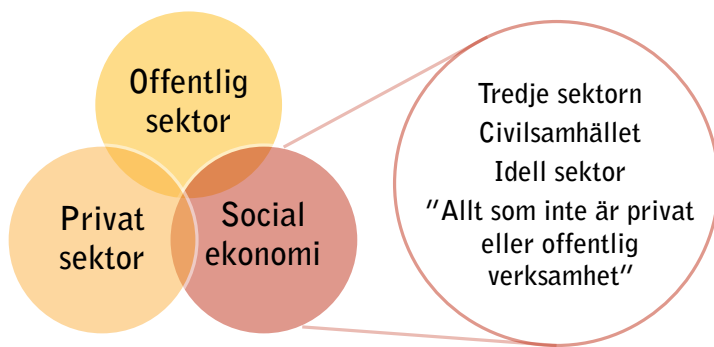 Offentlig
sektor
Privat
sektor
Social
ekonomi
Tredje sektorn
Civilsamhället
Idell sektor
”Allt som inte är privat
eller offentlig
verksamhet”